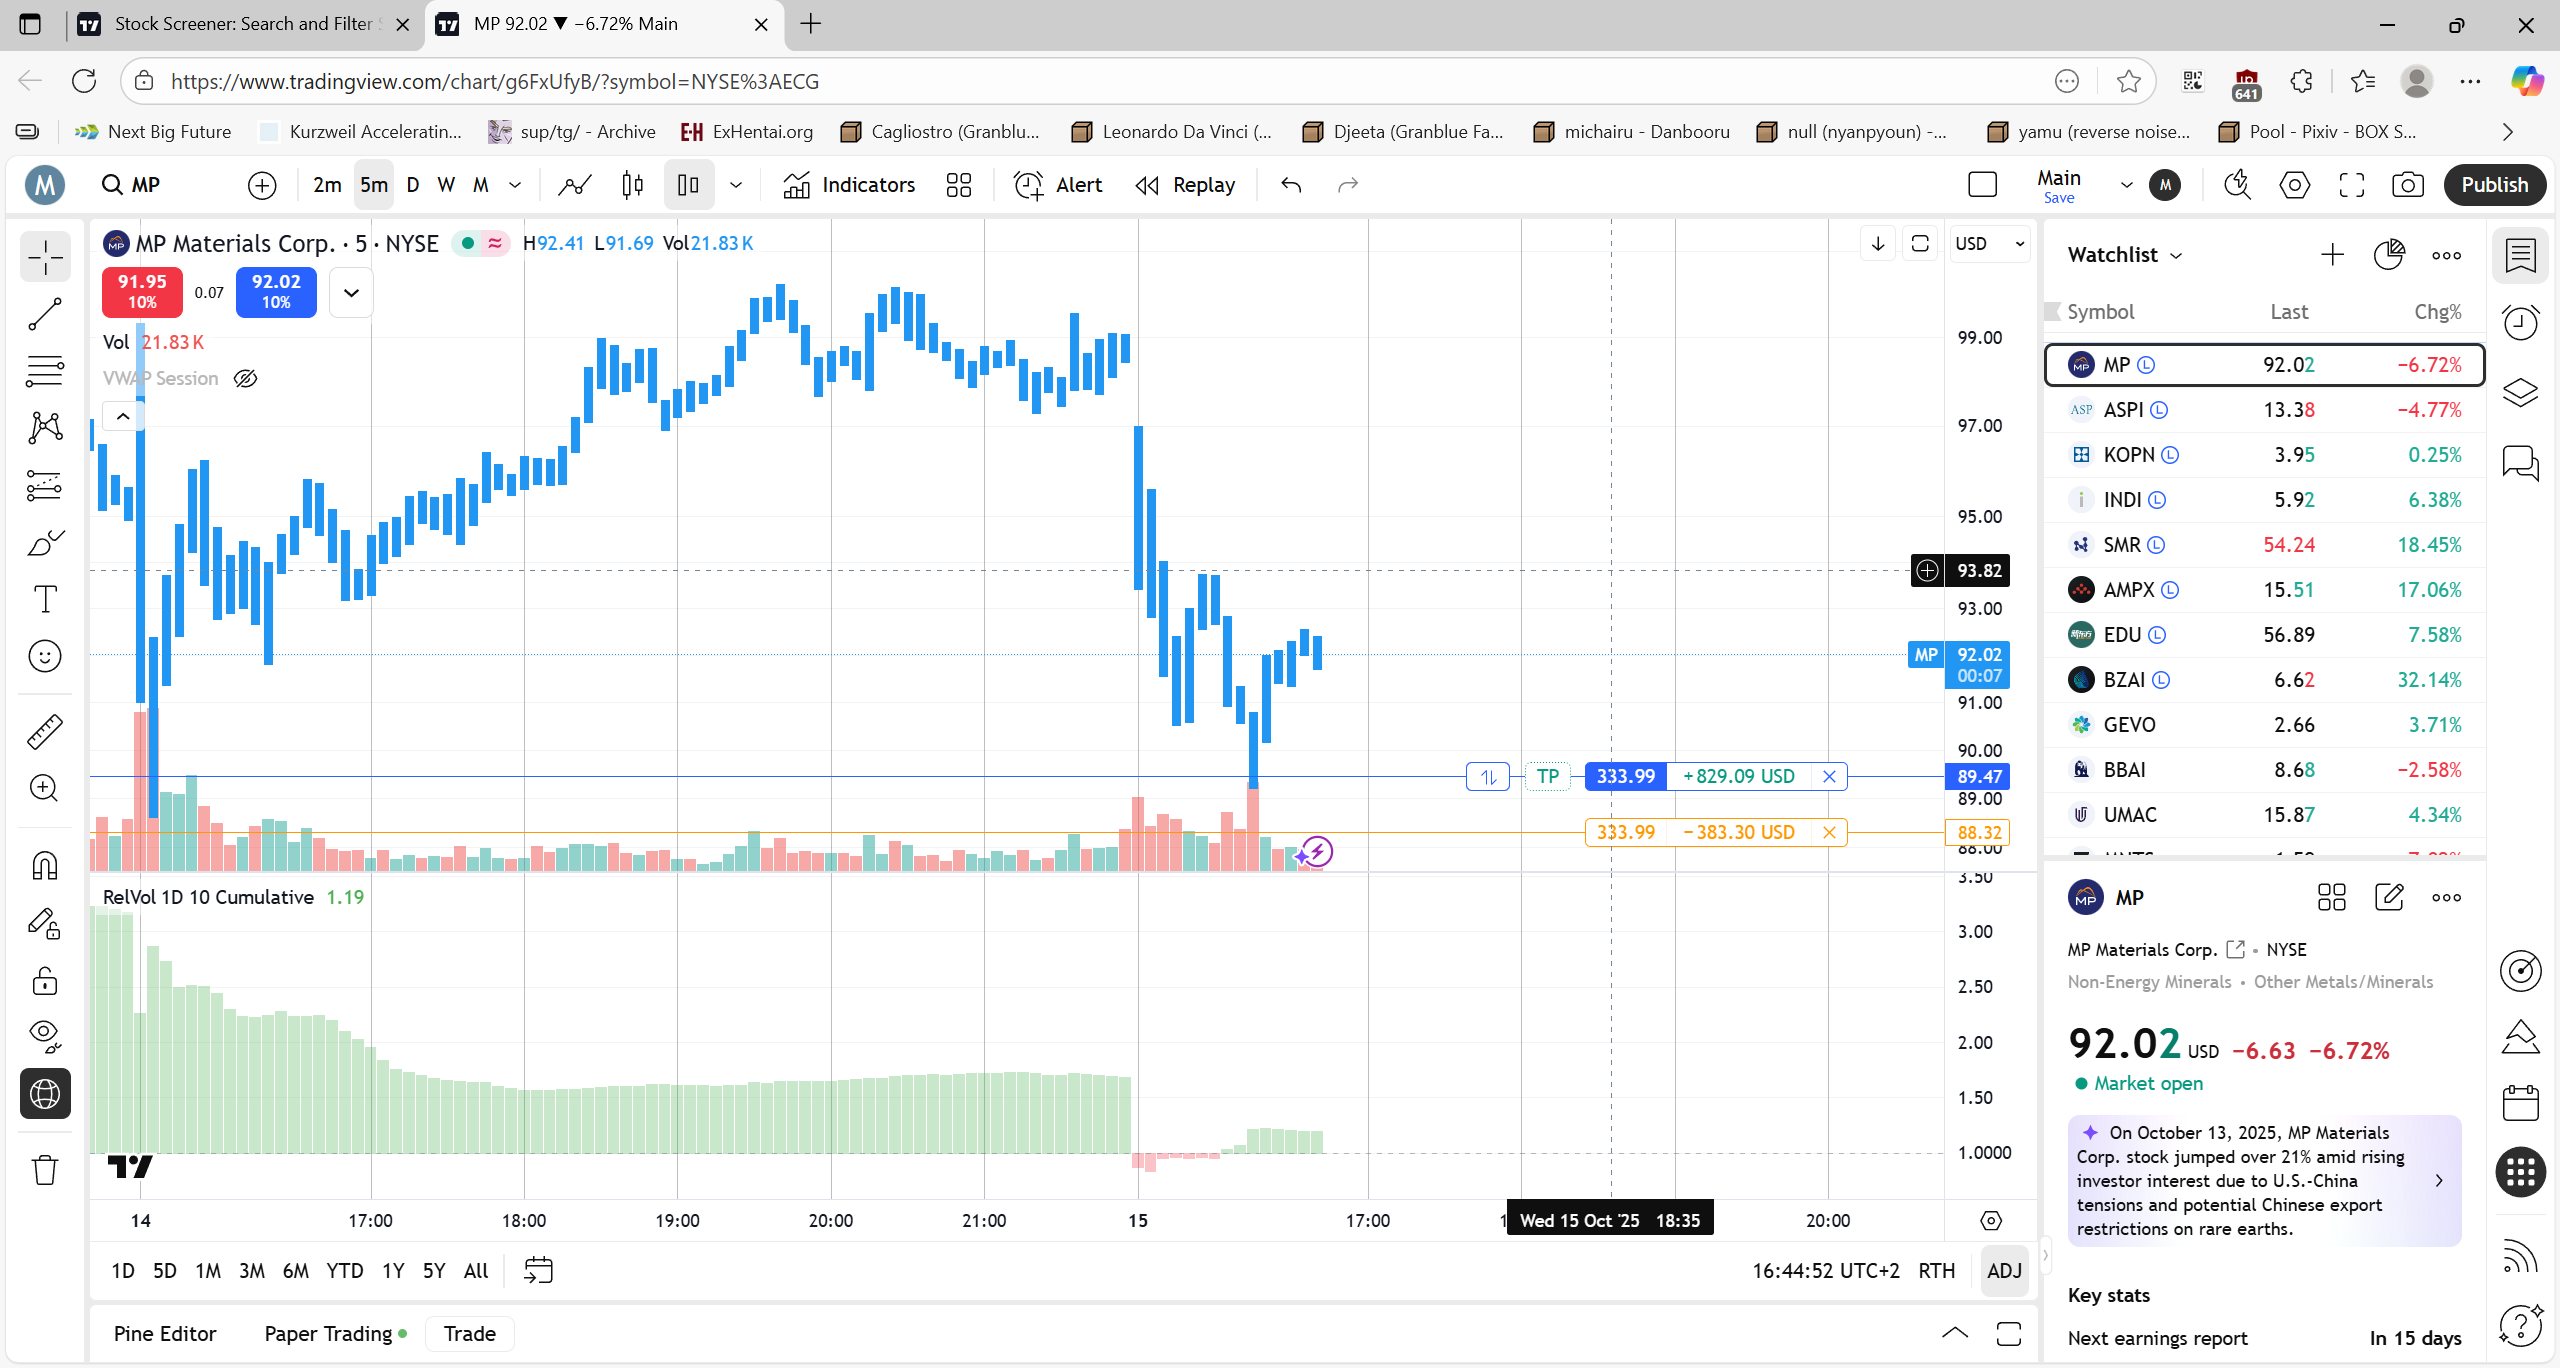 Stock Screener: Search and Filter S
MP 92.02 ▼ −6.72% Main
https://www.tradingview.com/chart/g6FxUfyB/?symbol=NYSE%3AECG
641
Next Big Future
Kurzweil Acceleratin...
sup/tg/ - Archive
E-H ExHentai.org
Cagliostro (Granblu...
Leonardo Da Vinci (...
Djeeta (Granblue Fa...
michairu - Danbooru
null (nyanpyoun) -...
yamu (reverse noise...
Pool - Pixiv - BOX S...
M
MP
2m 5m D W M
Indicators
Alert
Replay
Main
Save
M
Publish
MP Materials Corp. · 5 · NYSE
H92.41 L91.69 Vol21.83 K
USD
91.95
10%
0.07
92.02
10%
Vol 21.83 K
VWAP Session
99.00
97.00
95.00
93.82
93.00
MP 92.02
00:07
91.00
90.00
TP 333.99 +829.09 USD 89.47
89.00
333.99 −383.30 USD 88.32
88.00
3.50
RelVol 1D 10 Cumulative 1.19
3.00
2.50
2.00
1.50
1.0000
14 17:00 18:00 19:00 20:00 21:00 15 17:00 Wed 15 Oct '25 18:35 20:00
1D 5D 1M 3M 6M YTD 1Y 5Y All
16:44:52 UTC+2 RTH ADJ
Pine Editor Paper Trading Trade
Watchlist
Symbol Last Chg%
MP L 92.02 −6.72%
ASP ASPI L 13.38 −4.77%
KOPN L 3.95 0.25%
INDI L 5.92 6.38%
SMR L 54.24 18.45%
AMPX L 15.51 17.06%
EDU L 56.89 7.58%
BZAI L 6.62 32.14%
GEVO 2.66 3.71%
BBAI 8.68 −2.58%
UMAC 15.87 4.34%
MP
MP Materials Corp. • NYSE
Non-Energy Minerals • Other Metals/Minerals
92.02 USD −6.63 −6.72%
Market open
On October 13, 2025, MP Materials
Corp. stock jumped over 21% amid rising
investor interest due to U.S.-China
tensions and potential Chinese export
restrictions on rare earths.
Key stats
Next earnings report In 15 days